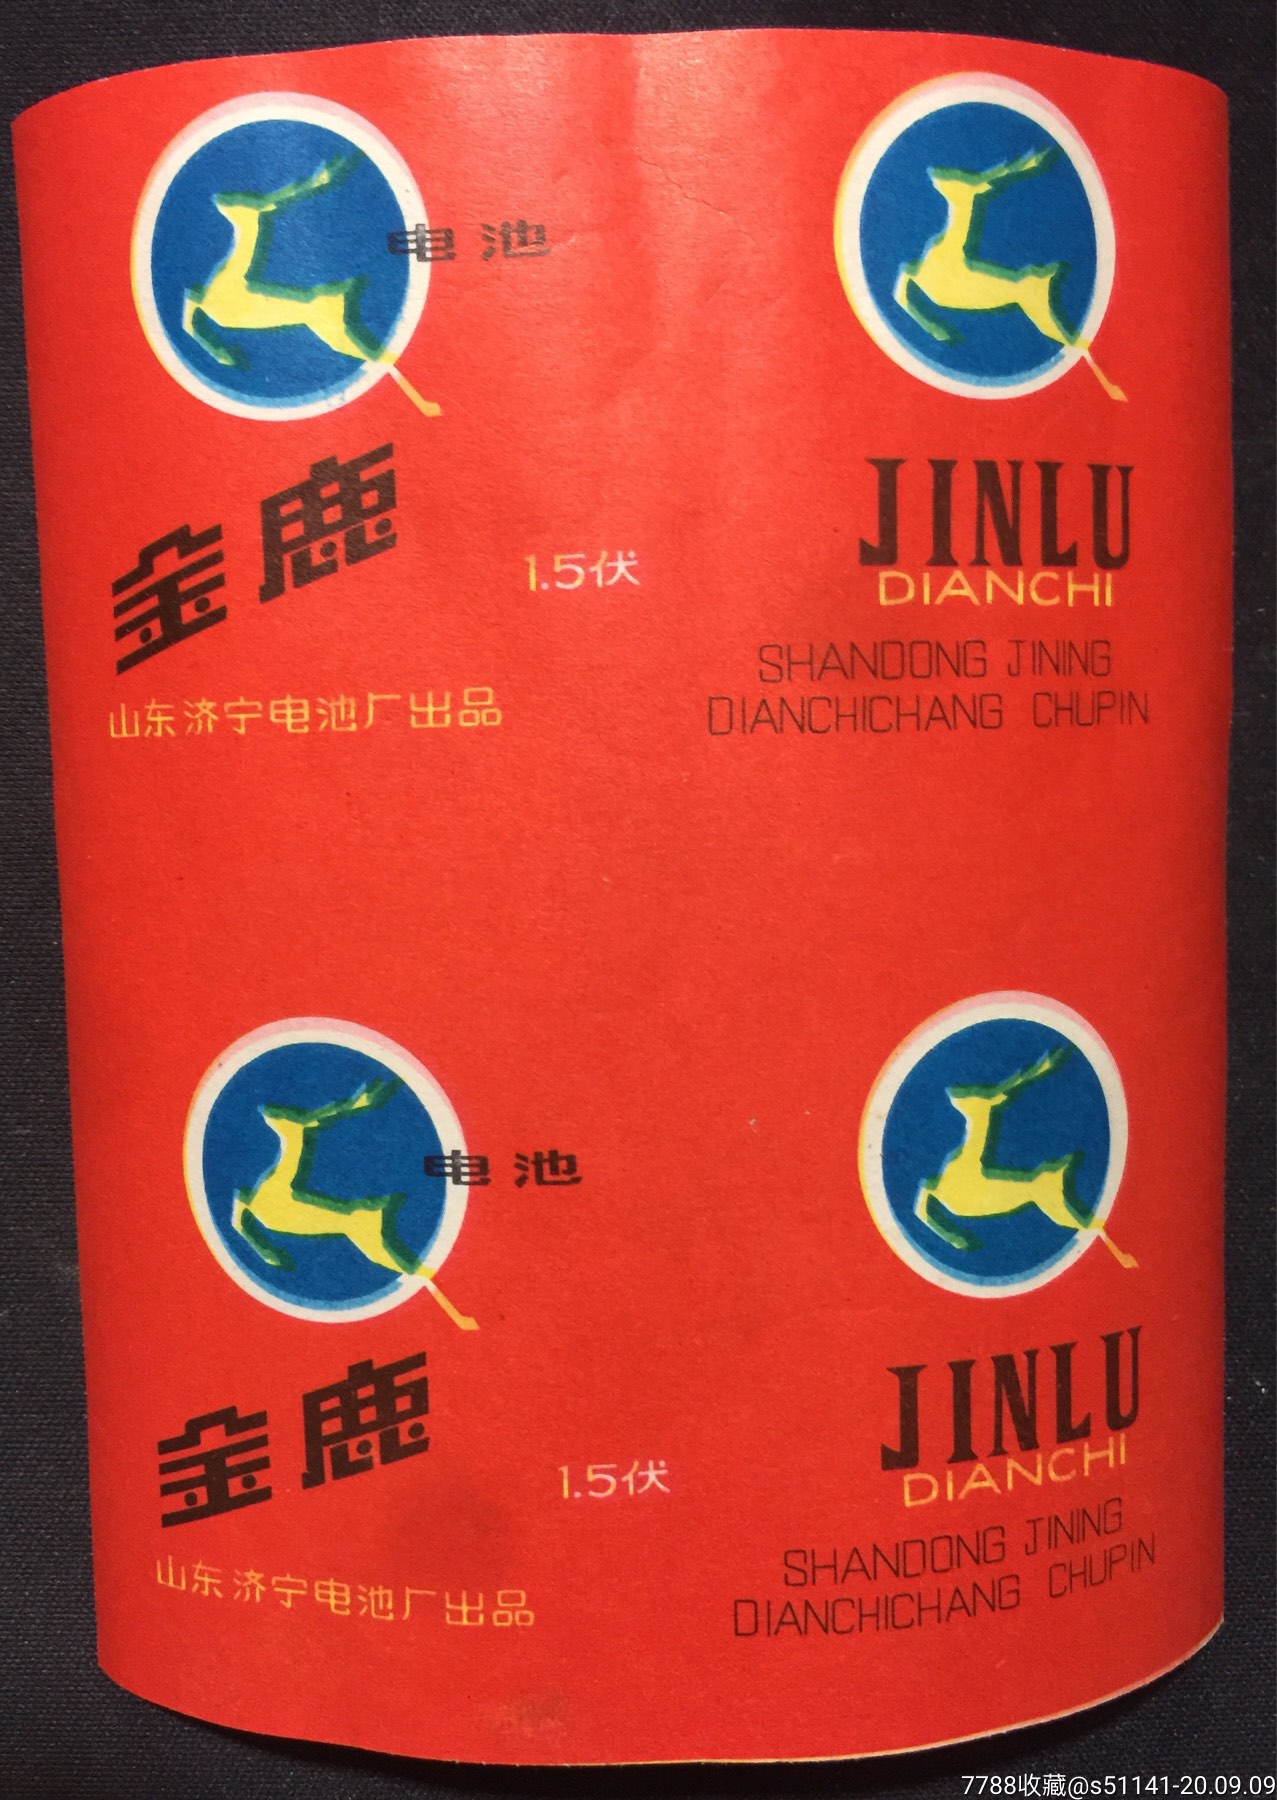 电池
金鹿
1.5伏
山东济宁电池厂出品
JINLU
DIANCHI
SHANDONG JINING
DIANCHICHANG CHUPIN
电池
金鹿
1.5伏
山东济宁电池厂出品
JINLU
DIANCHI
SHANDONG JINING
DIANCHICHANG CHUPIN
7788收藏@s51141-20.09.09